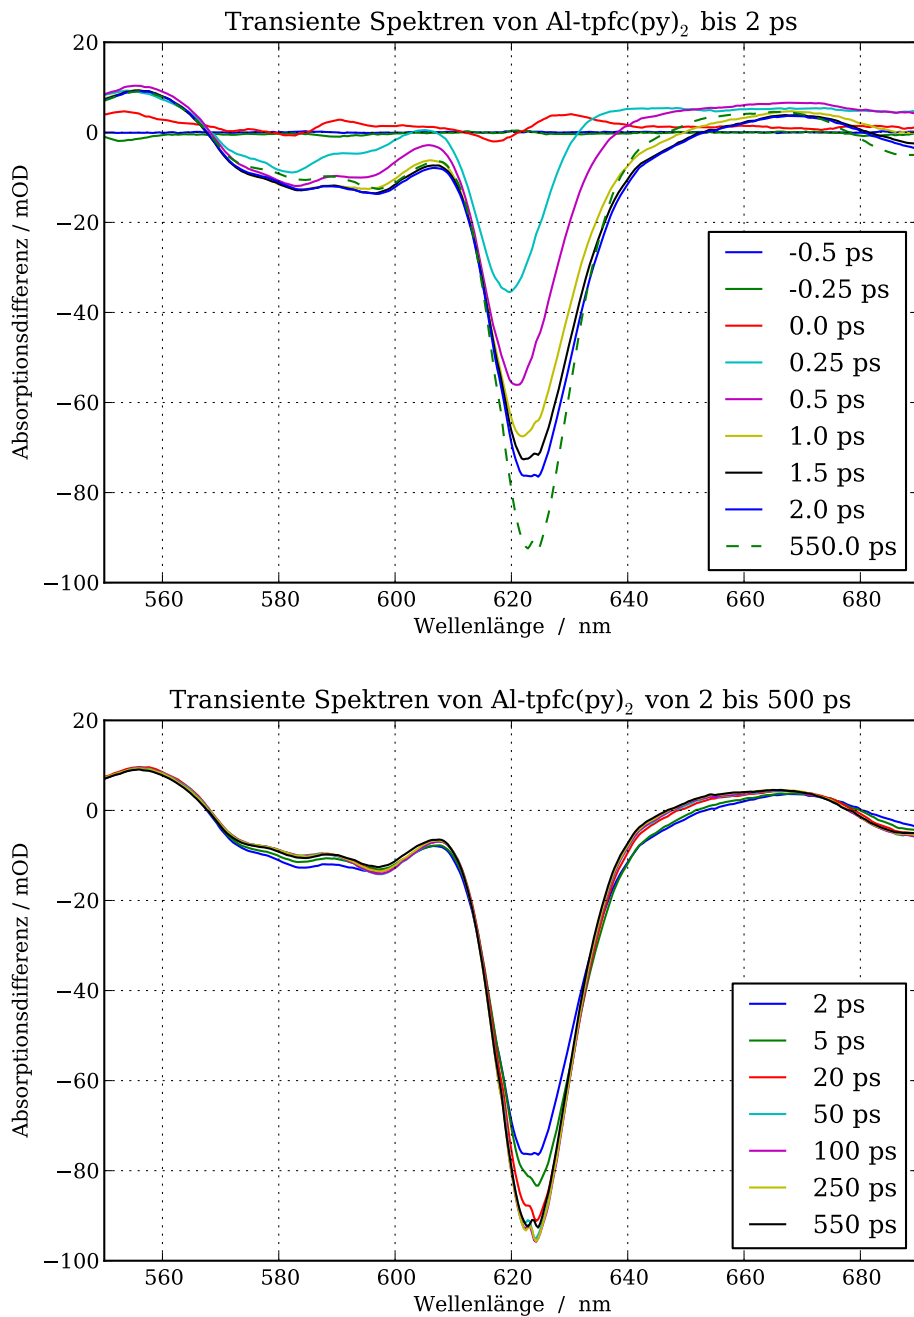 Transiente Spektren von Al-tpfc(py)₂ bis 2 ps
20
0
−20
−40
−60
−80
−100
Absorptionsdifferenz / mOD
560 580 600 620 640 660 680
Wellenlänge / nm
-0.5 ps
-0.25 ps
0.0 ps
0.25 ps
0.5 ps
1.0 ps
1.5 ps
2.0 ps
550.0 ps
Transiente Spektren von Al-tpfc(py)₂ von 2 bis 500 ps
20
0
−20
−40
−60
−80
−100
Absorptionsdifferenz / mOD
560 580 600 620 640 660 680
Wellenlänge / nm
2 ps
5 ps
20 ps
50 ps
100 ps
250 ps
550 ps